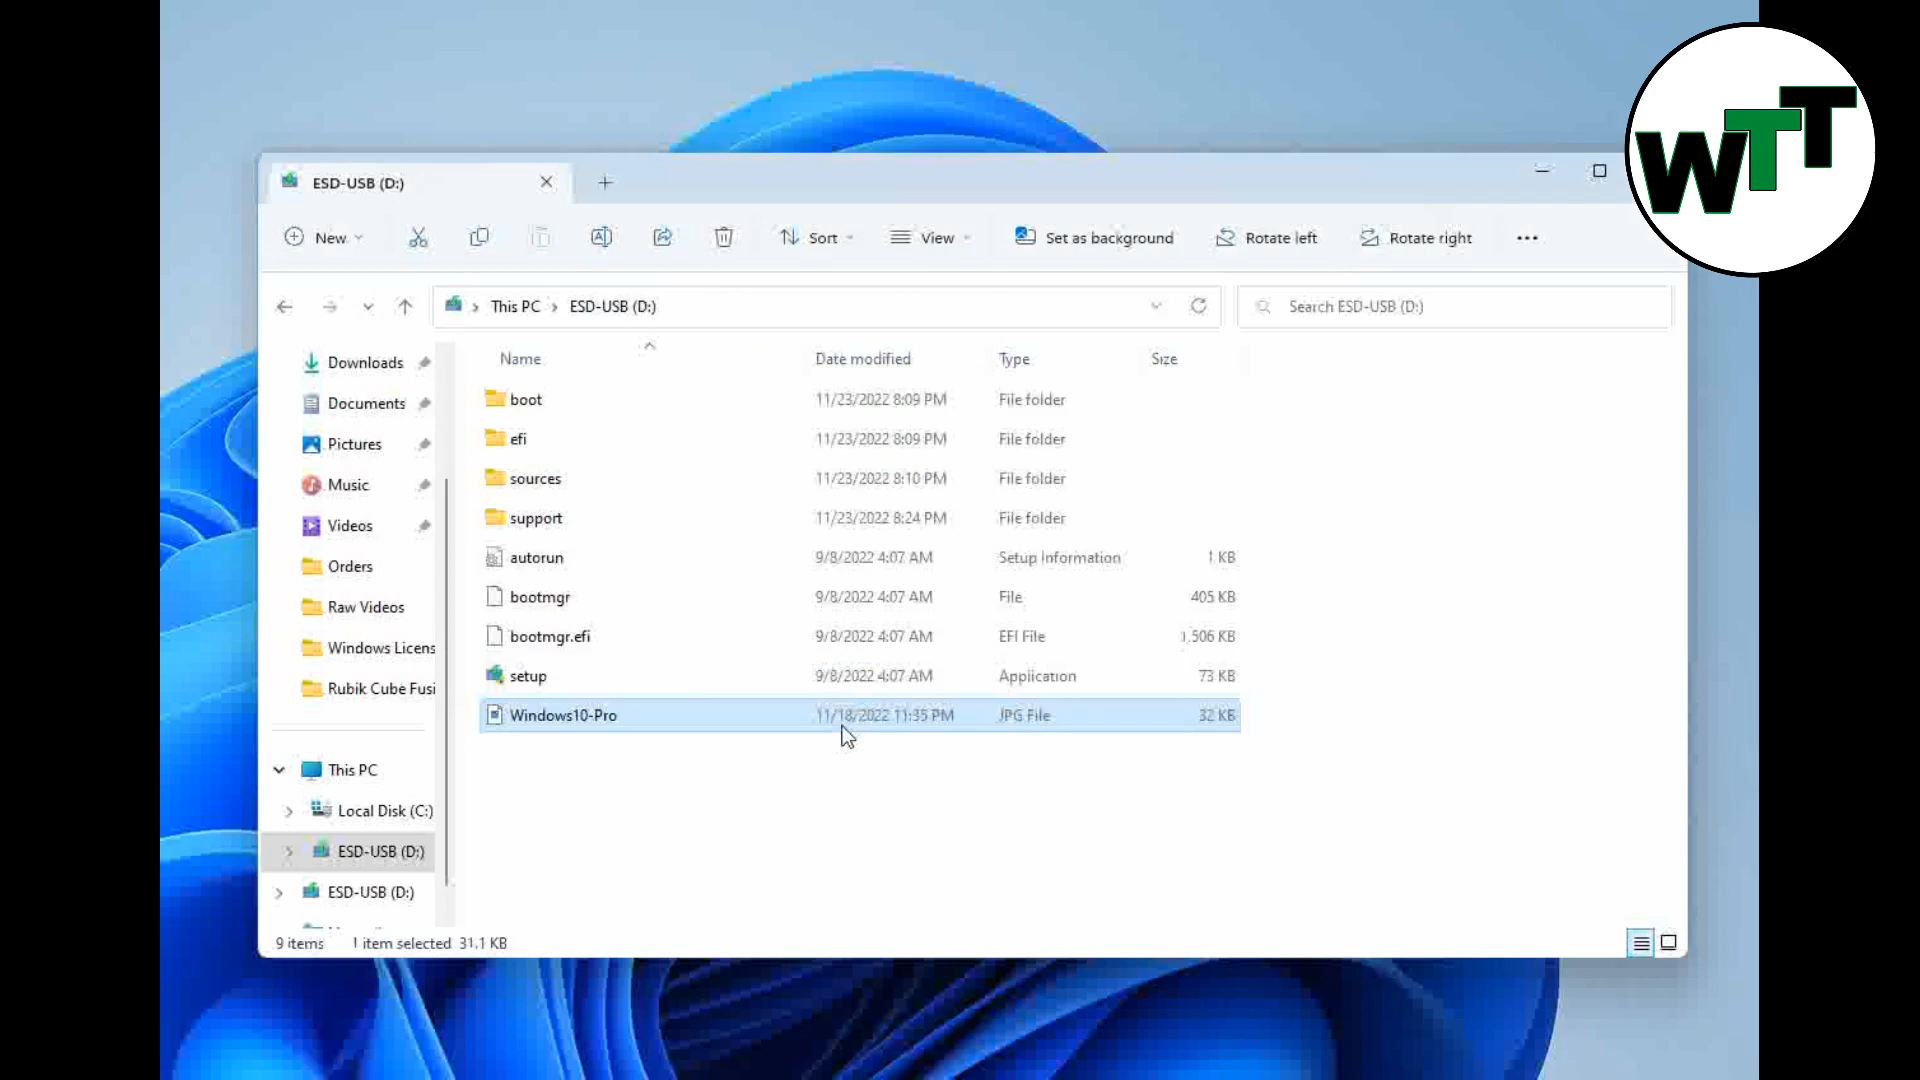 WTT
ESD-USB (D:)
New
Sort
View
Set as background
Rotate left
Rotate right
This PC > ESD-USB (D:)
Search ESD-USB (D:)
Downloads
Documents
Pictures
Music
Videos
Orders
Raw Videos
Windows Licens
Rubik Cube Fusi
This PC
Local Disk (C:)
ESD-USB (D:)
ESD-USB (D:)
Name Date modified Type Size
boot 11/23/2022 8:09 PM File folder
efi 11/23/2022 8:09 PM File folder
sources 11/23/2022 8:10 PM File folder
support 11/23/2022 8:24 PM File folder
autorun 9/8/2022 4:07 AM Setup Information 1 KB
bootmgr 9/8/2022 4:07 AM File 405 KB
bootmgr.efi 9/8/2022 4:07 AM EFI File 1,506 KB
setup 9/8/2022 4:07 AM Application 73 KB
Windows10-Pro 11/18/2022 11:35 PM JPG File 32 KB
9 items 1 item selected 31.1 KB